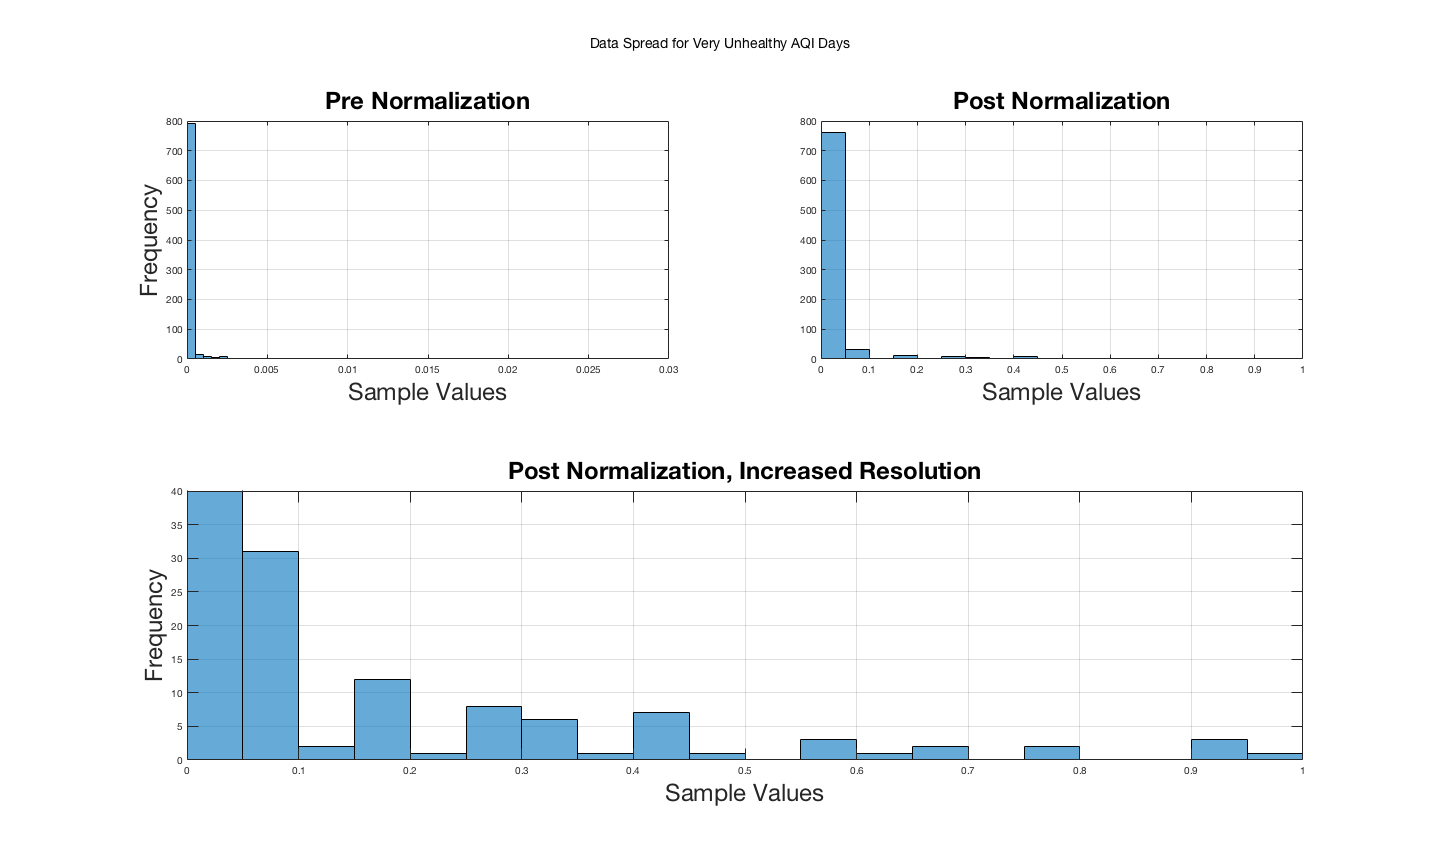 Data Spread for Very Unhealthy AQI Days
Pre Normalization
Frequency
800
700
600
500
400
300
200
100
0
0 0.005 0.01 0.015 0.02 0.025 0.03
Sample Values
Post Normalization
800
700
600
500
400
300
200
100
0
0 0.1 0.2 0.3 0.4 0.5 0.6 0.7 0.8 0.9 1
Sample Values
Post Normalization, Increased Resolution
Frequency
40
35
30
25
20
15
10
5
0
0 0.1 0.2 0.3 0.4 0.5 0.6 0.7 0.8 0.9 1
Sample Values